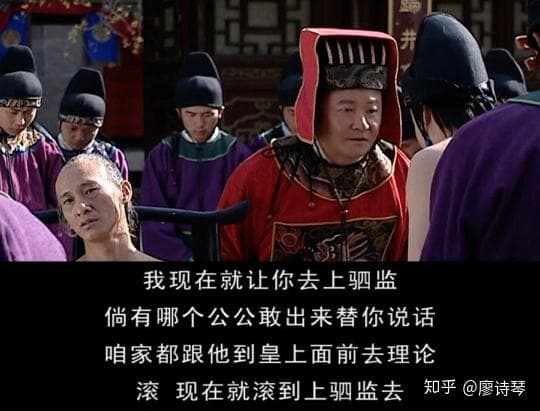 我现在就让你去上驷监
倘有哪个公公敢出来替你说话
咱家都跟他到皇上面前去理论
滚 现在就滚到上驷监去
知乎 @廖诗琴